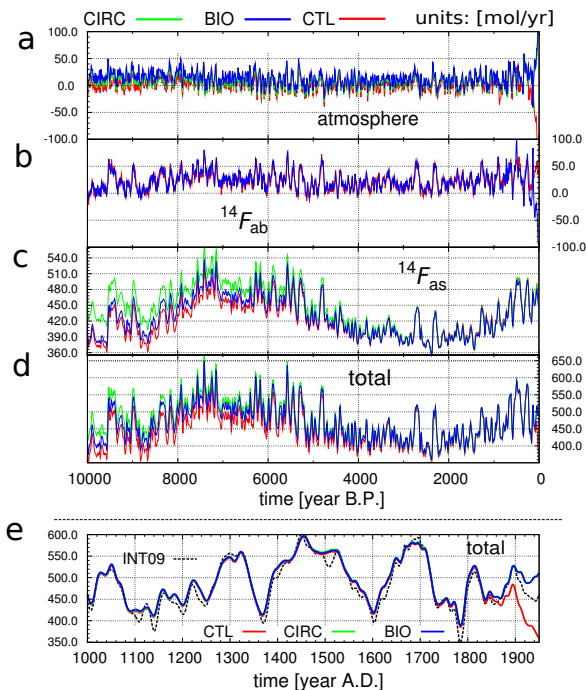 CIRC BIO CTL units: [mol/yr]
a
100.0
50.0
0.0
-50.0
-100.0
atmosphere
b
100.0
50.0
0.0
-50.0
-100.0
¹⁴Fab
c
540.0
510.0
480.0
450.0
420.0
390.0
360.0
¹⁴Fas
d
total
650.0
600.0
550.0
500.0
450.0
400.0
10000 8000 6000 4000 2000 0
time [year B.P.]
e
600.0
550.0
500.0
450.0
400.0
350.0
INT09
total
CTL CIRC BIO
1000 1100 1200 1300 1400 1500 1600 1700 1800 1900
time [year A.D.]